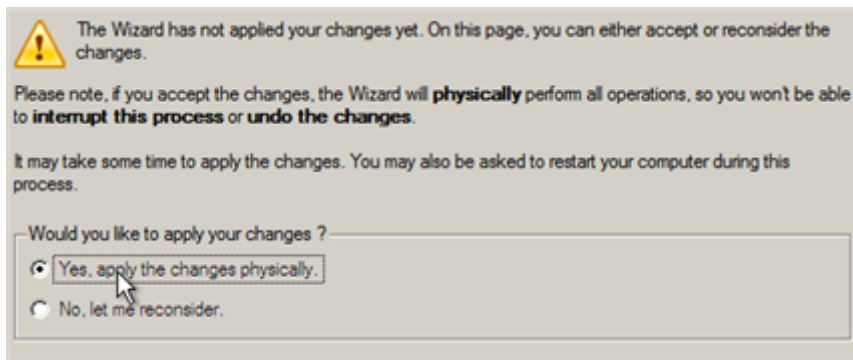 The Wizard has not applied your changes yet. On this page, you can either accept or reconsider the
changes.
Please note, if you accept the changes, the Wizard will physically perform all operations, so you won't be able
to interrupt this process or undo the changes.
It may take some time to apply the changes. You may also be asked to restart your computer during this
process.
Would you like to apply your changes ?
Yes, apply the changes physically.
No, let me reconsider.